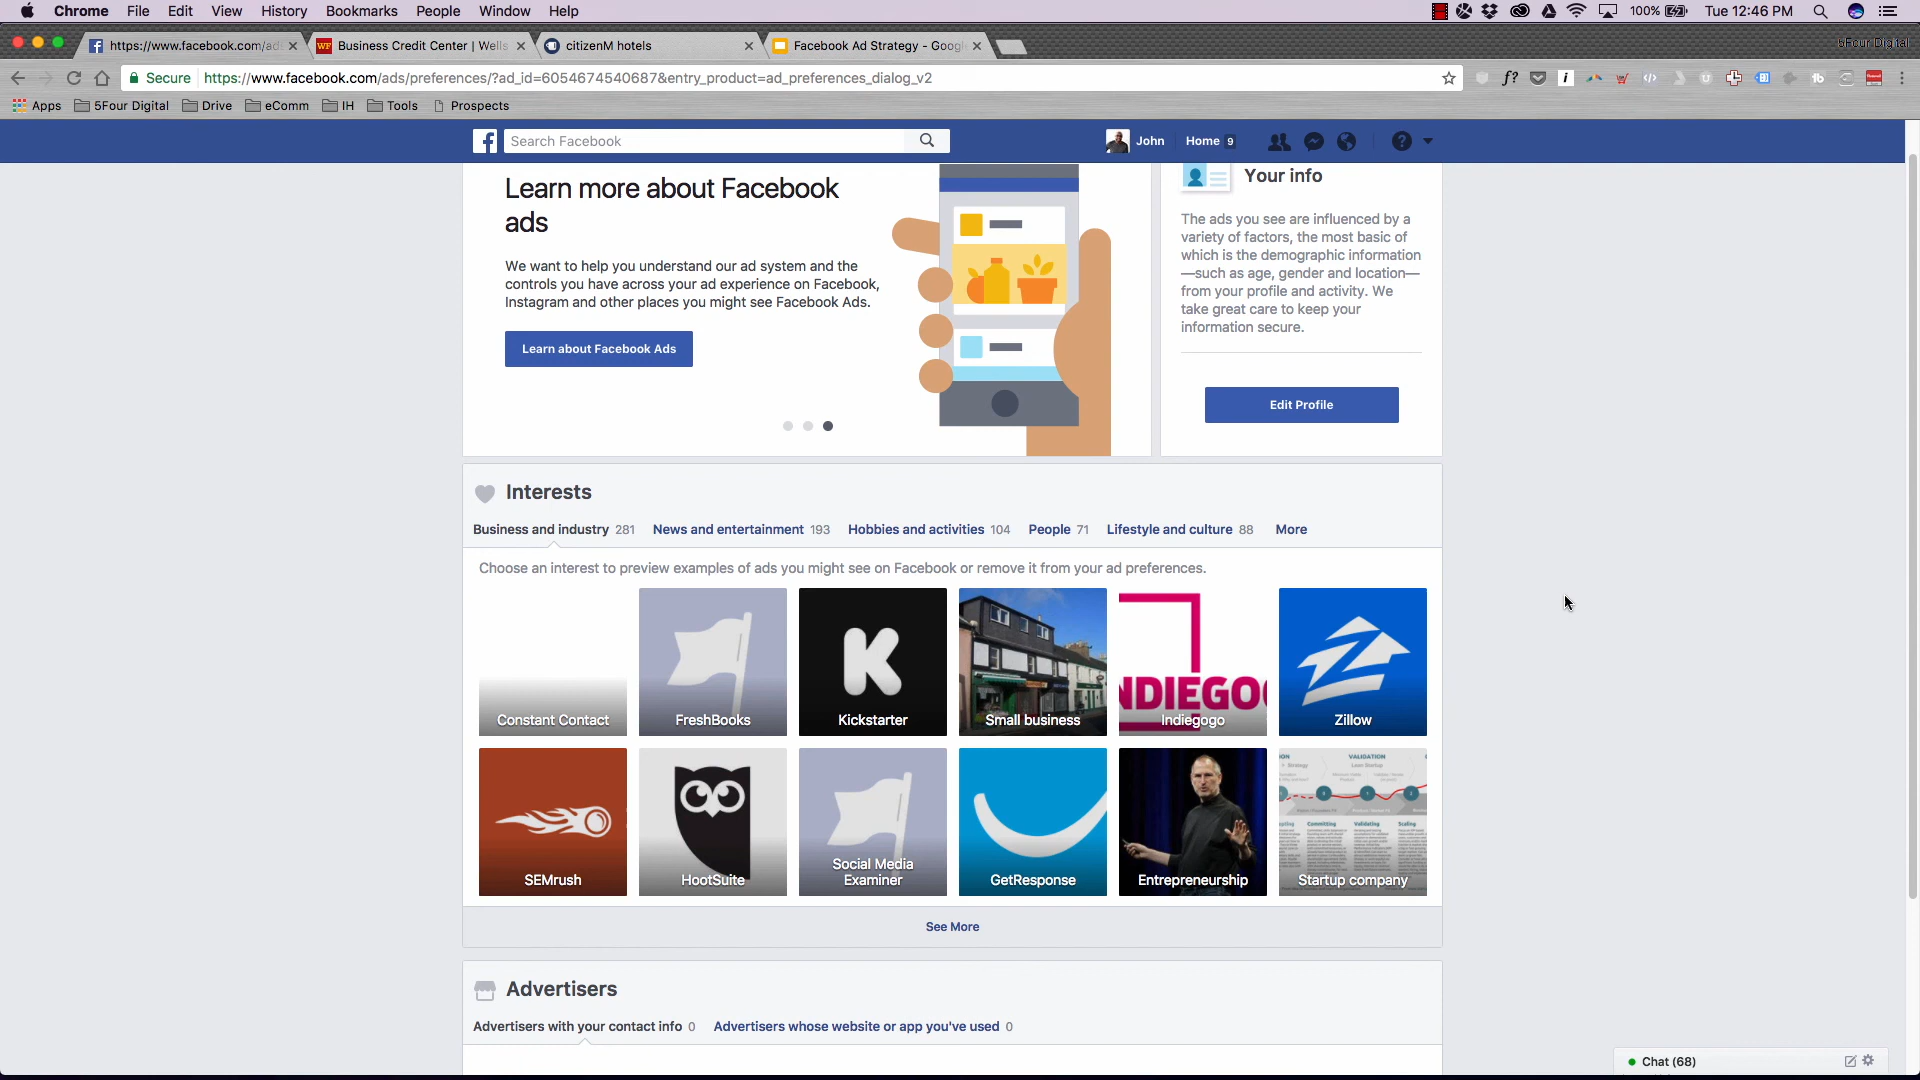 Chrome File Edit View History Bookmarks People Window Help 100% Tue 12:46 PM
https://www.facebook.com/ad Business Credit Center | Wells citizenM hotels Facebook Ad Strategy - Googl 5Four Digital
Secure https://www.facebook.com/ads/preferences/?ad_id=6054674540687&entry_product=ad_preferences_dialog_v2
Apps 5Four Digital Drive eComm IH Tools Prospects
Search Facebook John Home 9
Learn more about Facebook
ads
We want to help you understand our ad system and the
controls you have across your ad experience on Facebook,
Instagram and other places you might see Facebook Ads.
Learn about Facebook Ads
Your info
The ads you see are influenced by a
variety of factors, the most basic of
which is the demographic information
—such as age, gender and location—
from your profile and activity. We
take great care to keep your
information secure.
Edit Profile
Interests
Business and industry 281 News and entertainment 193 Hobbies and activities 104 People 71 Lifestyle and culture 88 More
Choose an interest to preview examples of ads you might see on Facebook or remove it from your ad preferences.
NDIEGO
Constant Contact FreshBooks Kickstarter Small business Indiegogo Zillow
VALIDATION
Strategy Lean Startup
Committing Validating Scaling
SEMrush HootSuite Social Media
Examiner GetResponse Entrepreneurship Startup company
See More
Advertisers
Advertisers with your contact info 0 Advertisers whose website or app you've used 0
Chat (68)